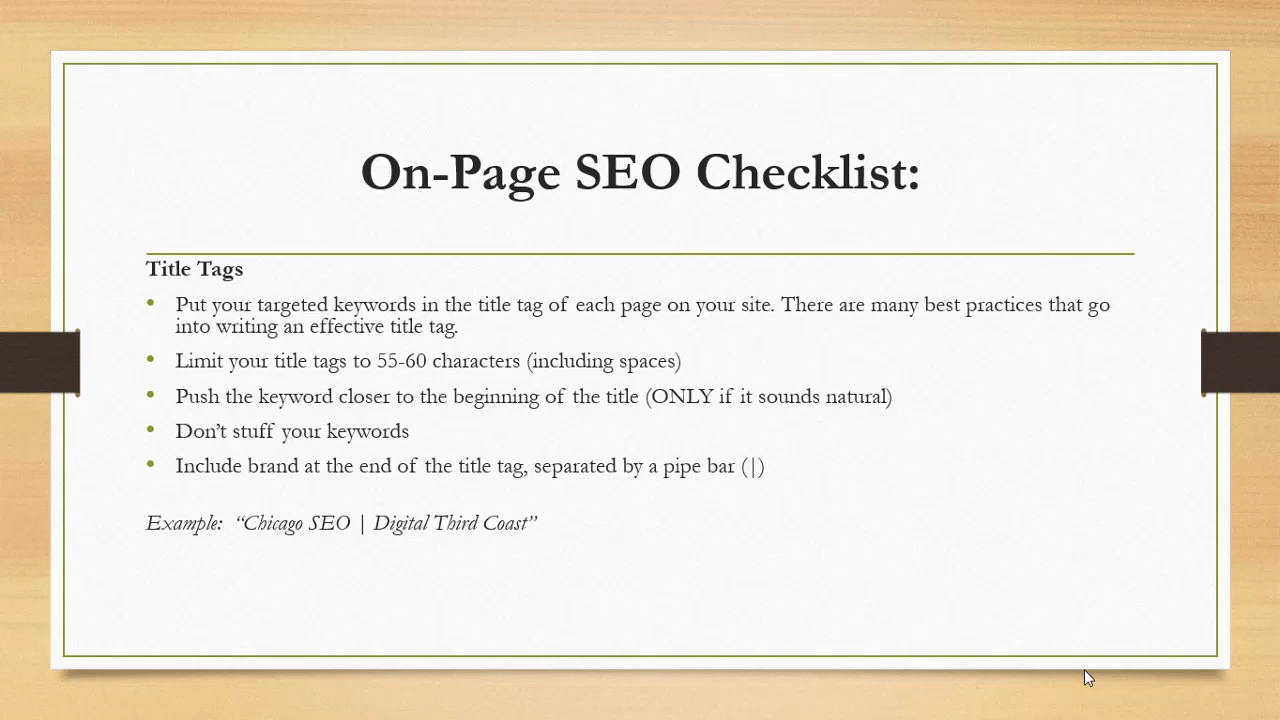 On-Page SEO Checklist:
Title Tags
• Put your targeted keywords in the title tag of each page on your site. There are many best practices that go
into writing an effective title tag.
• Limit your title tags to 55-60 characters (including spaces)
• Push the keyword closer to the beginning of the title (ONLY if it sounds natural)
• Don’t stuff your keywords
• Include brand at the end of the title tag, separated by a pipe bar (|)
Example: “Chicago SEO | Digital Third Coast”